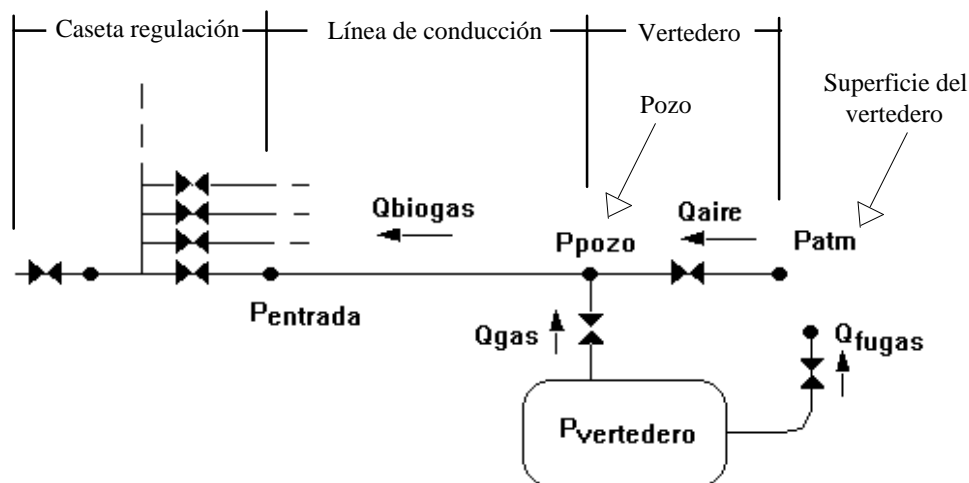 Caseta regulación
Línea de conducción
Vertedero
Pozo
Superficie del
vertedero
Qbiogas
Qaire
Ppozo
Patm
Pentrada
Qgas
Qfugas
Pvertedero